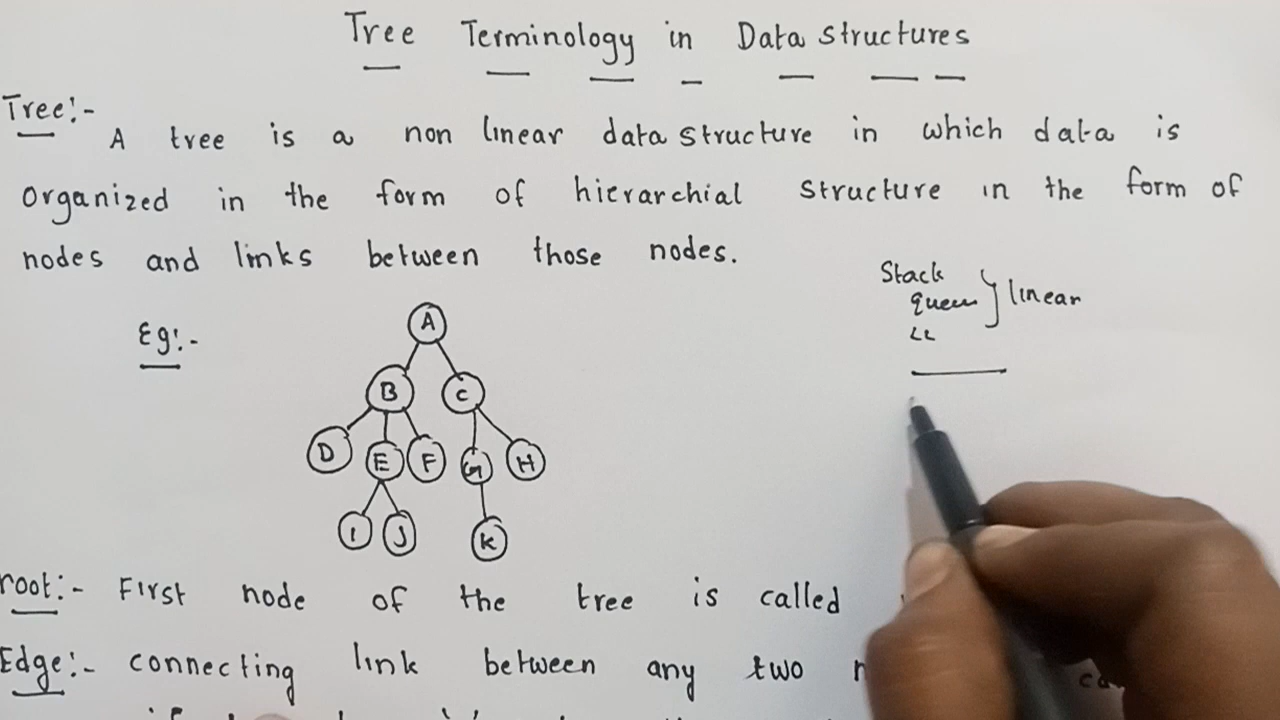 Tree Terminology in Data Structures
Tree:-
A tree is a non linear data structure in which data is
organized in the form of hierarchial structure in the form of
nodes and links between those nodes.
Stack
linear
LL
Eg:-
A
B C
D E F G H
I J K
root:- First node of the tree is called
Edge:- connecting link between any two